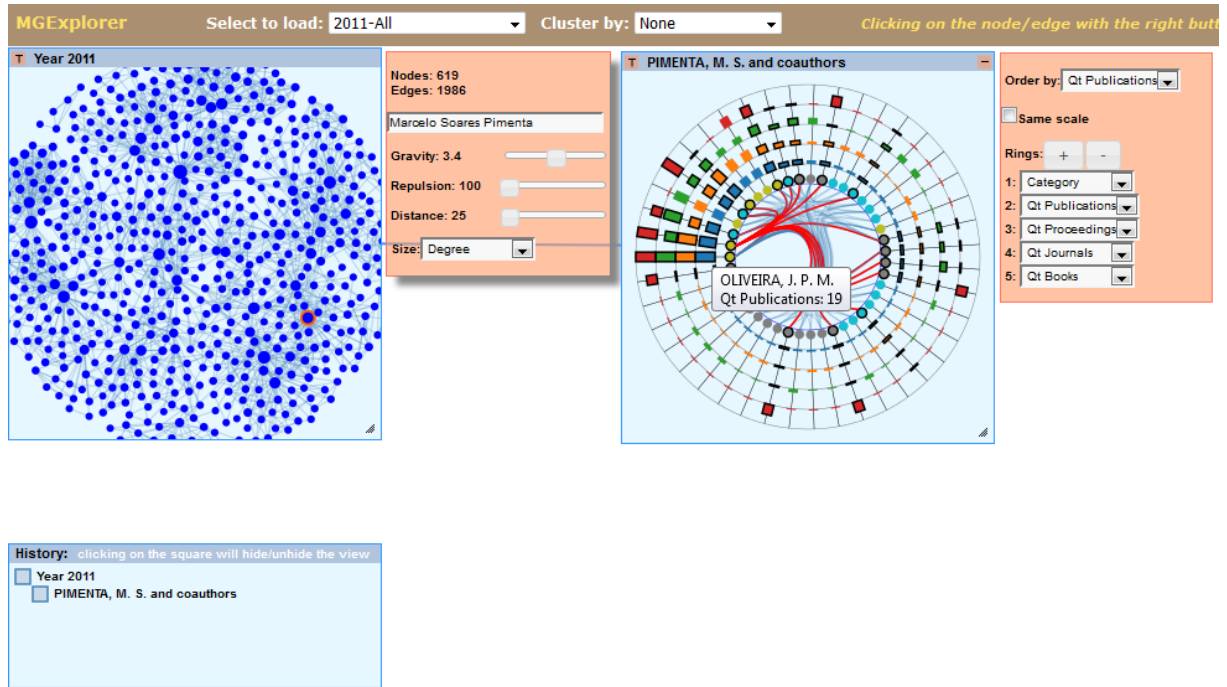 MGExplorer Select to load: 2011-All Cluster by: None Clicking on the node/edge with the right butt
T Year 2011
Nodes: 619
Edges: 1986
Marcelo Soares Pimenta
Gravity: 3.4
Repulsion: 100
Distance: 25
Size: Degree
T PIMENTA, M. S. and coauthors −
OLIVEIRA, J. P. M.
Qt Publications: 19
Order by: Qt Publications
Same scale
Rings: + -
1: Category
2: Qt Publications
3: Qt Proceedings
4: Qt Journals
5: Qt Books
History: clicking on the square will hide/unhide the view
Year 2011
PIMENTA, M. S. and coauthors